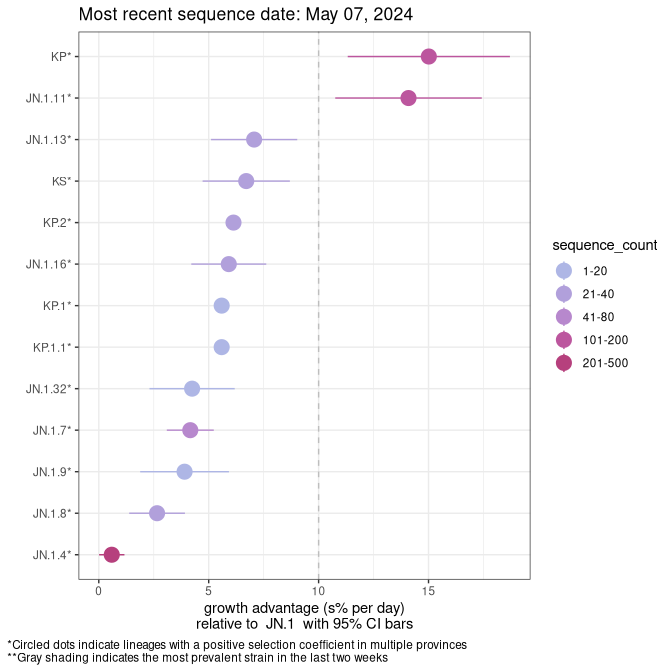 Most recent sequence date: May 07, 2024
KP*
JN.1.11*
JN.1.13*
KS*
KP.2*
JN.1.16*
KP.1*
KP.1.1*
JN.1.32*
JN.1.7*
JN.1.9*
JN.1.8*
JN.1.4*
0 5 10 15
growth advantage (s% per day)
relative to JN.1 with 95% CI bars
sequence_count
1-20
21-40
41-80
101-200
201-500
*Circled dots indicate lineages with a positive selection coefficient in multiple provinces
**Gray shading indicates the most prevalent strain in the last two weeks